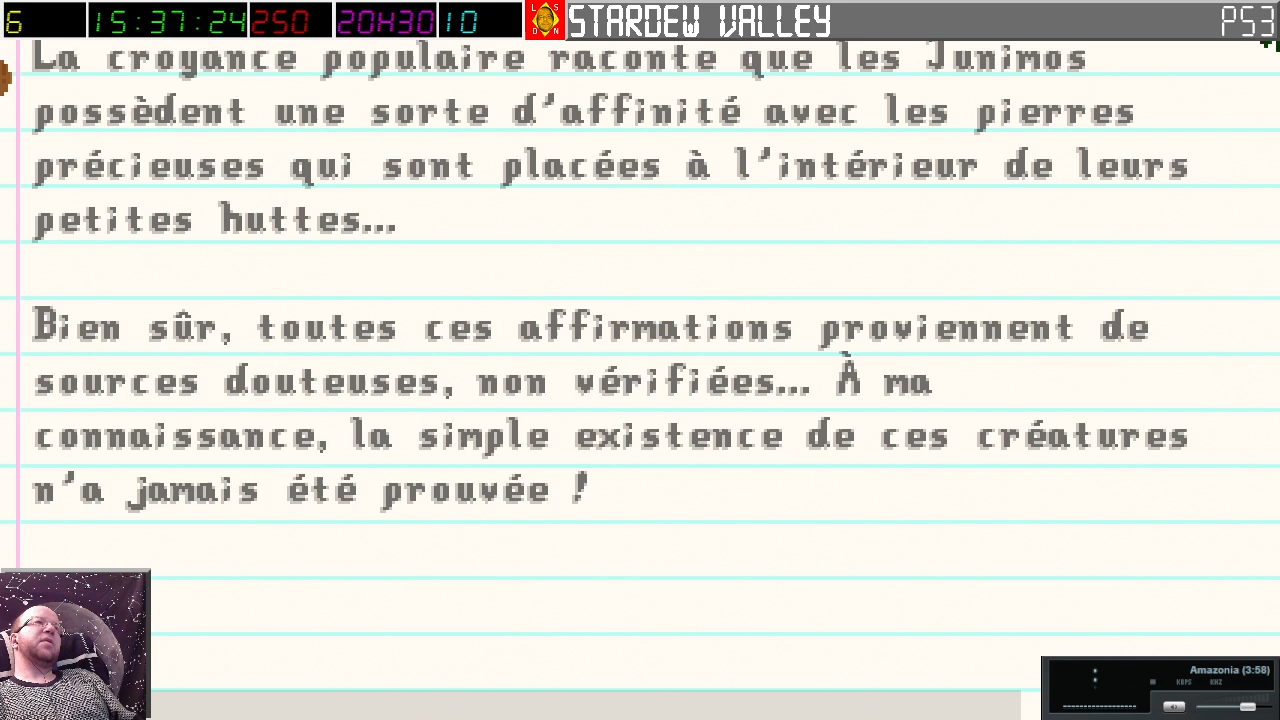 6 15:37:24 250 20H30 10 LSDN STARDEW VALLEY PS3
La croyance populaire raconte que les Junimos
possèdent une sorte d'affinité avec les pierres
précieuses qui sont placées à l'intérieur de leurs
petites huttes...
Bien sûr, toutes ces affirmations proviennent de
sources douteuses, non vérifiées... À ma
connaissance, la simple existence de ces créatures
n'a jamais été prouvée !
Amazonia (3:58)
KBPS KHZ